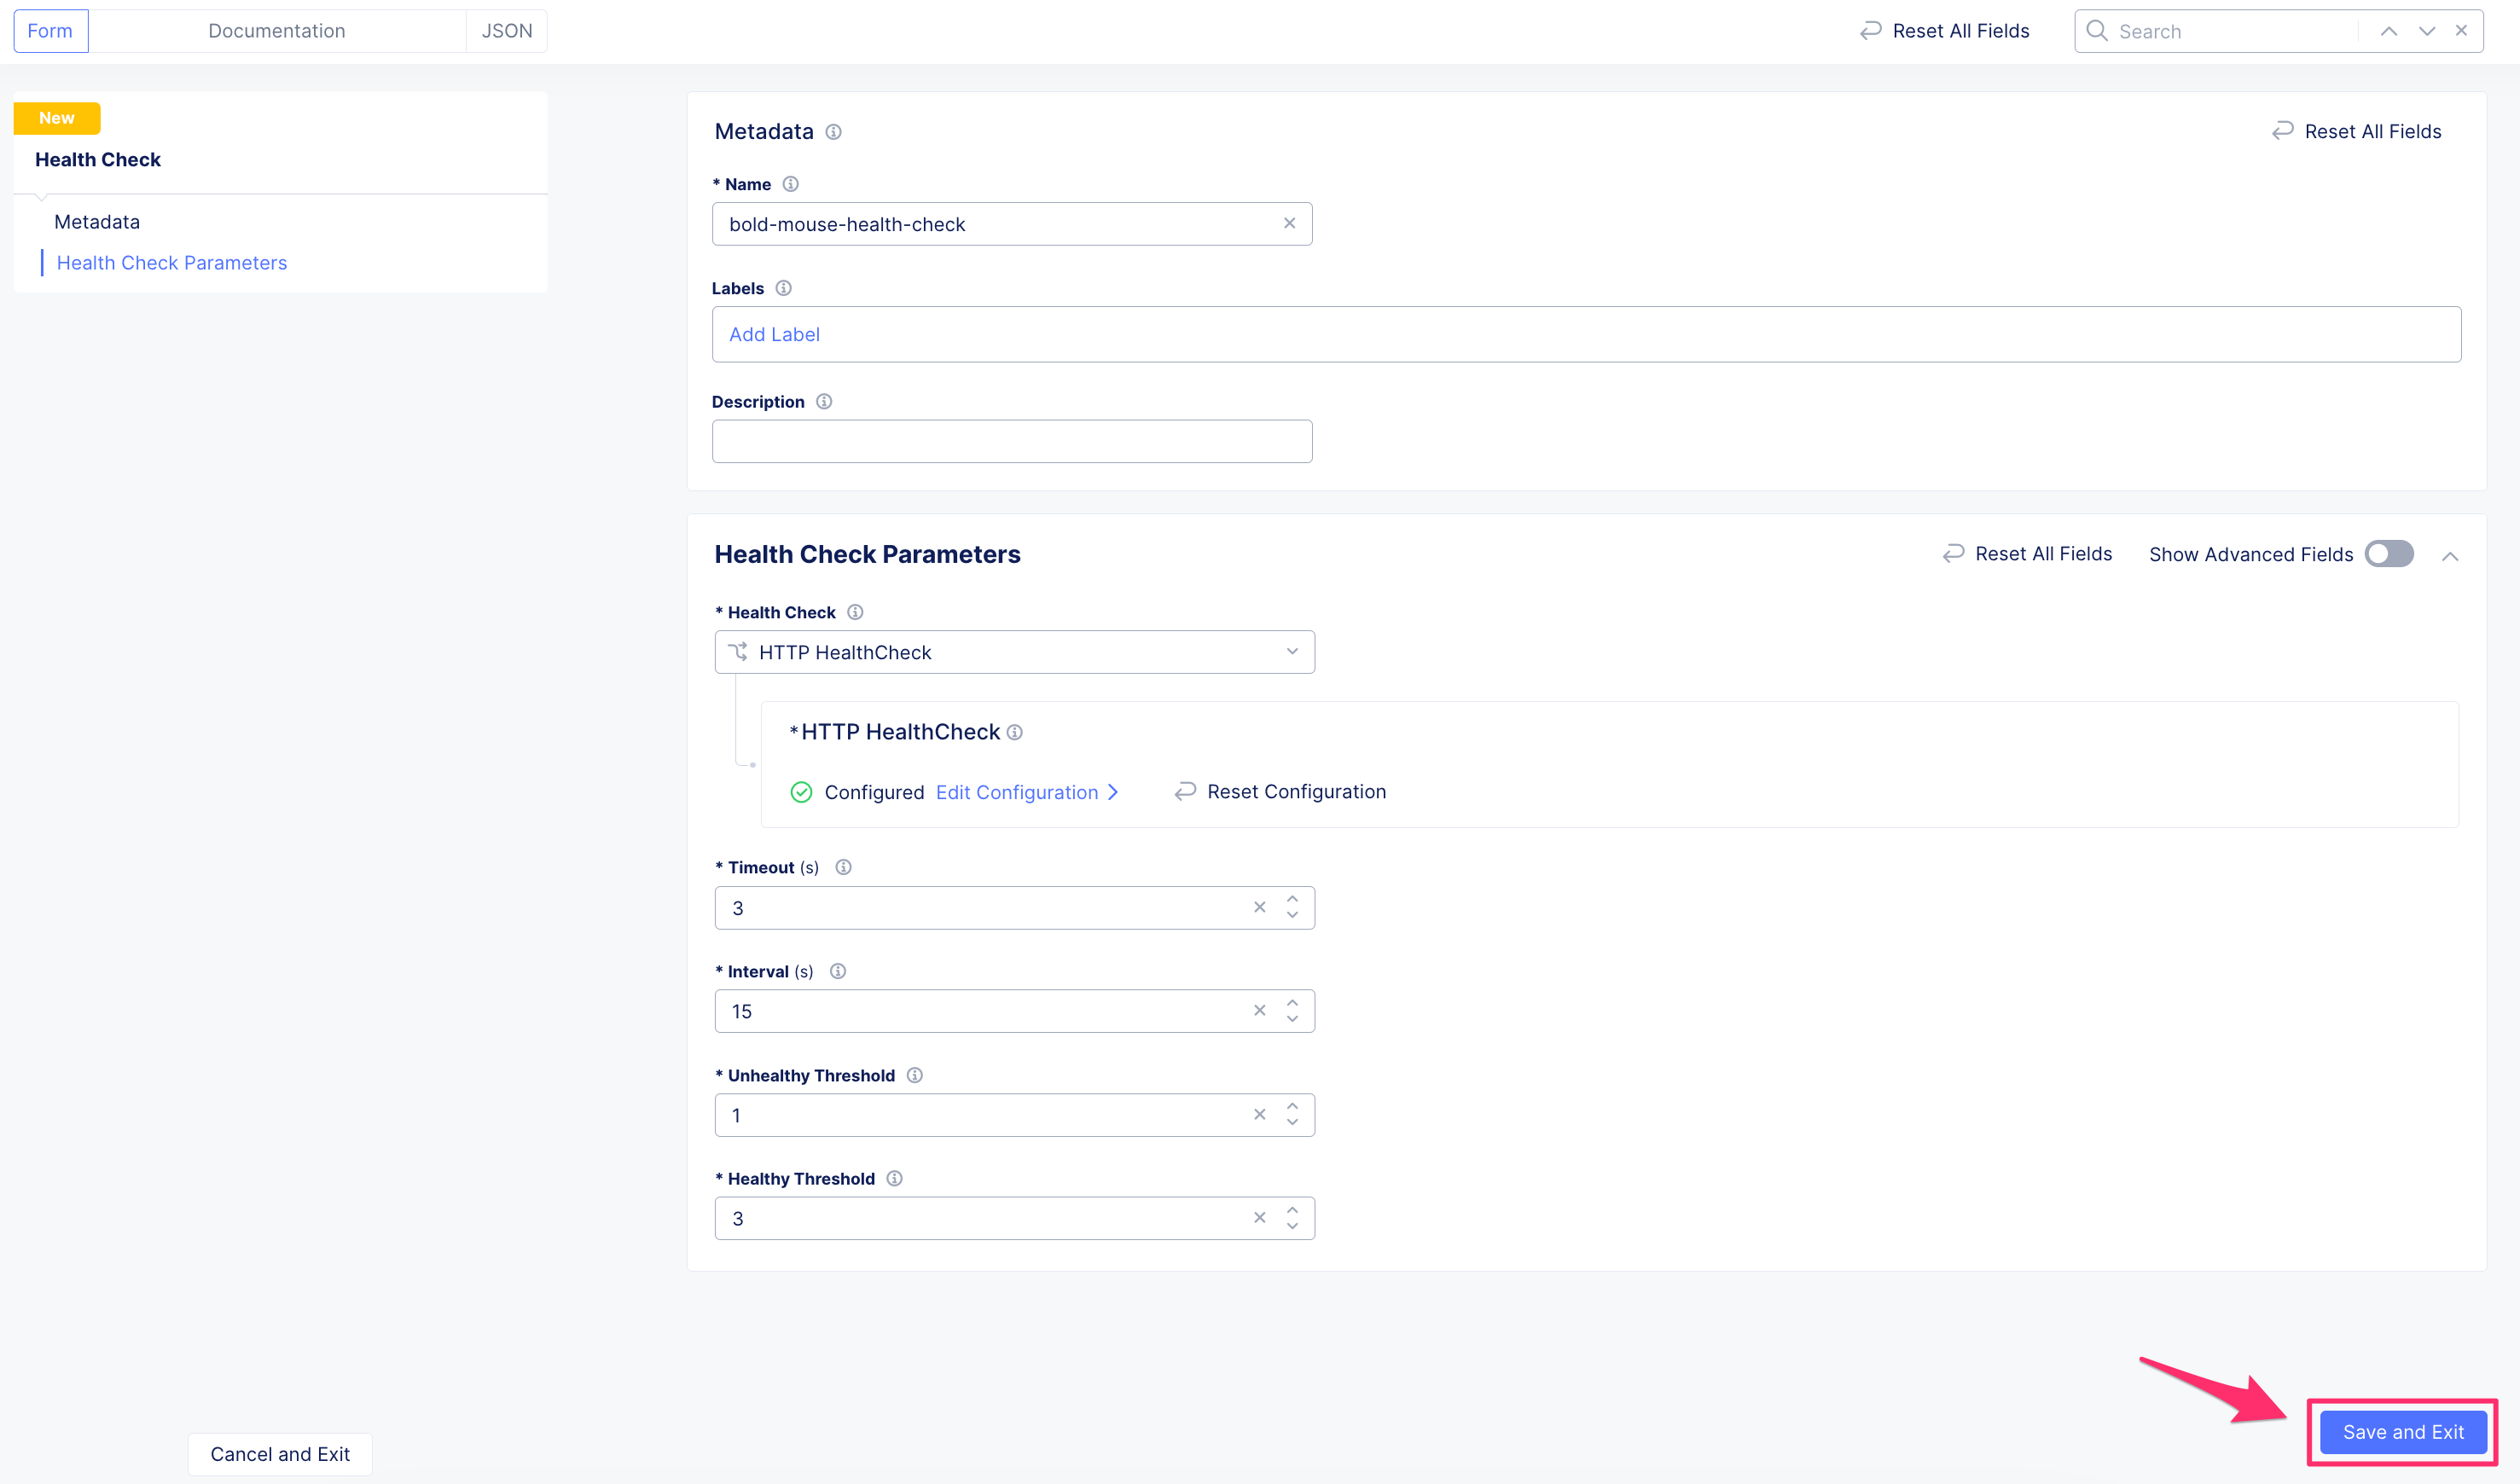 Form Documentation JSON Reset All Fields Search
New
Health Check
Metadata
Health Check Parameters
Metadata Reset All Fields
* Name
bold-mouse-health-check
Labels
Add Label
Description
Health Check Parameters Reset All Fields Show Advanced Fields
* Health Check
HTTP HealthCheck
*HTTP HealthCheck
Configured Edit Configuration Reset Configuration
* Timeout (s)
3
* Interval (s)
15
* Unhealthy Threshold
1
* Healthy Threshold
3
Cancel and Exit Save and Exit